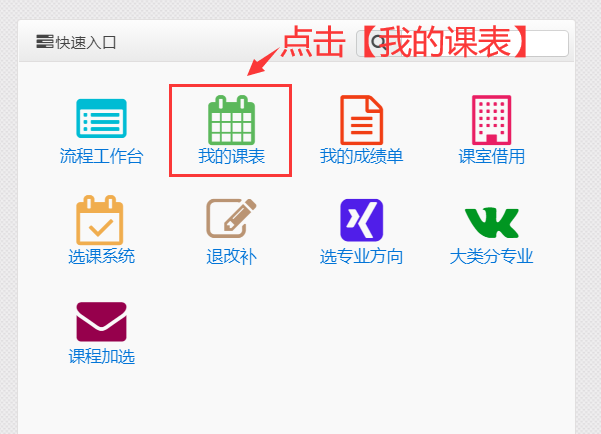 快速入口
点击【我的课表】
流程工作台 我的课表 我的成绩单 课室借用
选课系统 退改补 选专业方向 大类分专业
课程加选